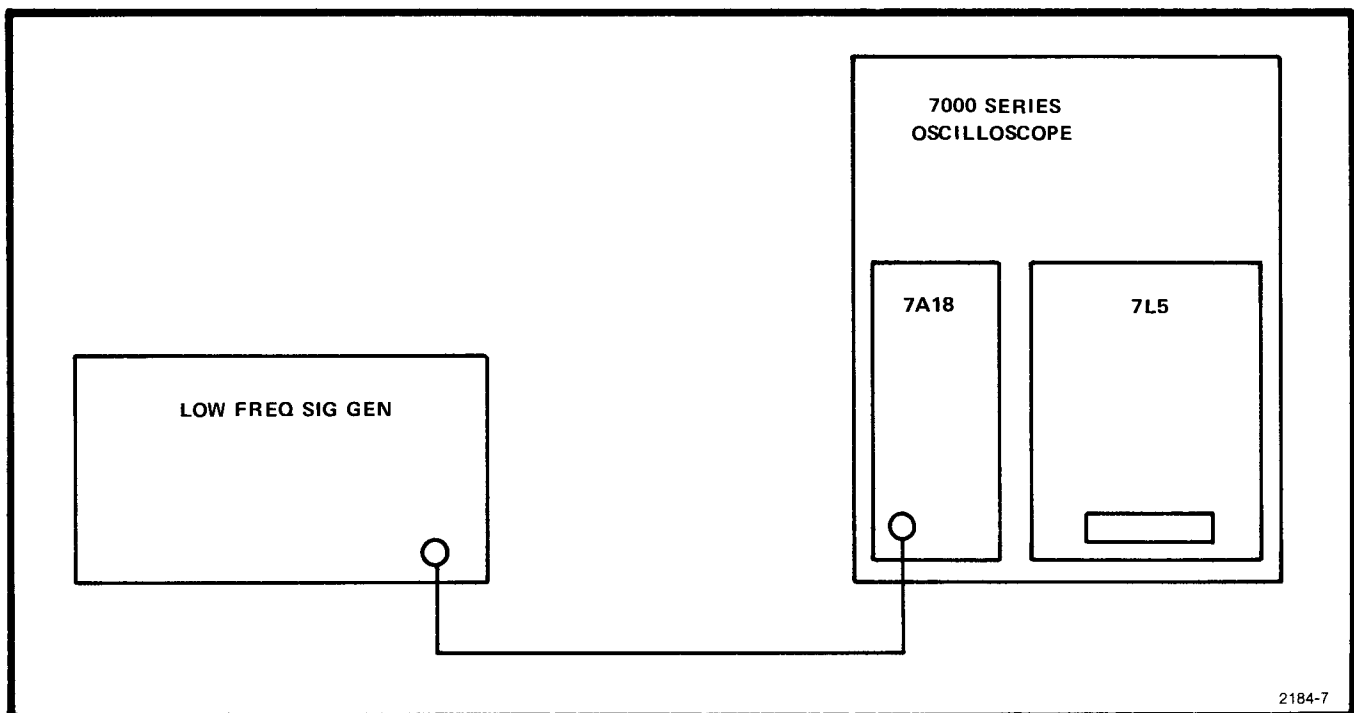 7000 SERIES
OSCILLOSCOPE
7A18
7L5
LOW FREQ SIG GEN
2184-7